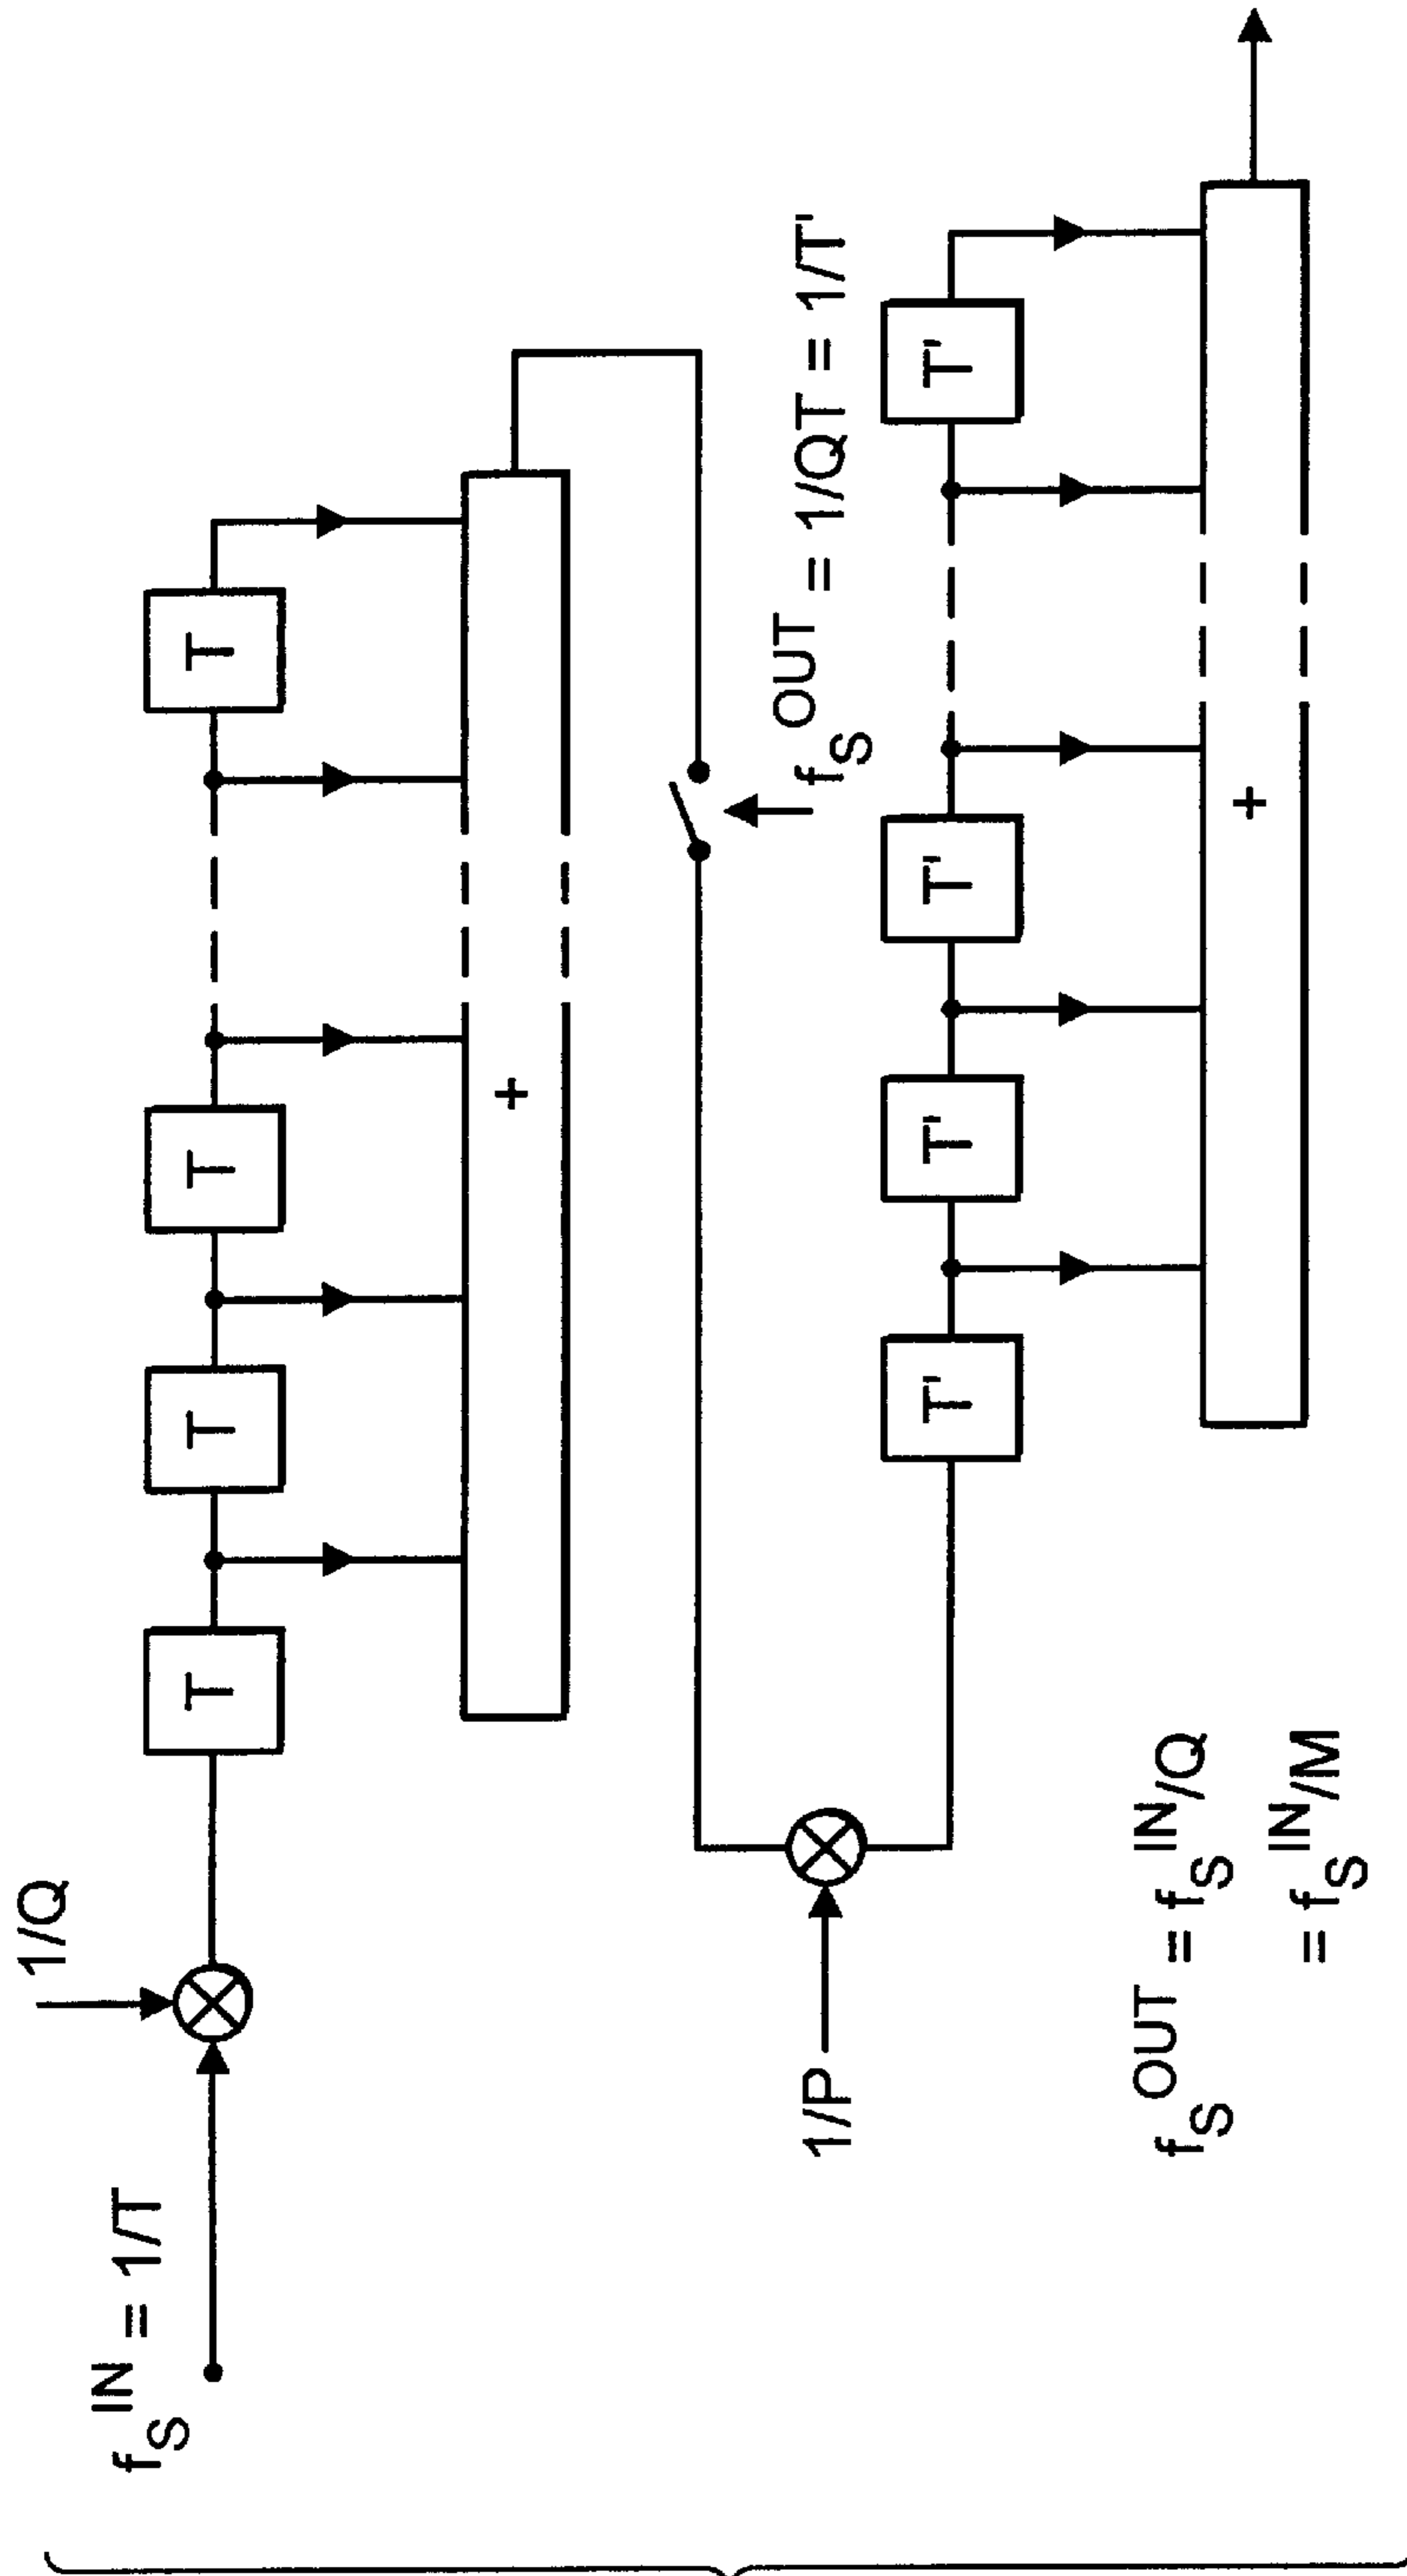 1/Q
f_S^IN = 1/T
T T T T
+
f_S^OUT = 1/QT = 1/T'
1/P
T' T' T' T'
+
f_S^OUT = f_S^IN/Q
= f_S^IN/M